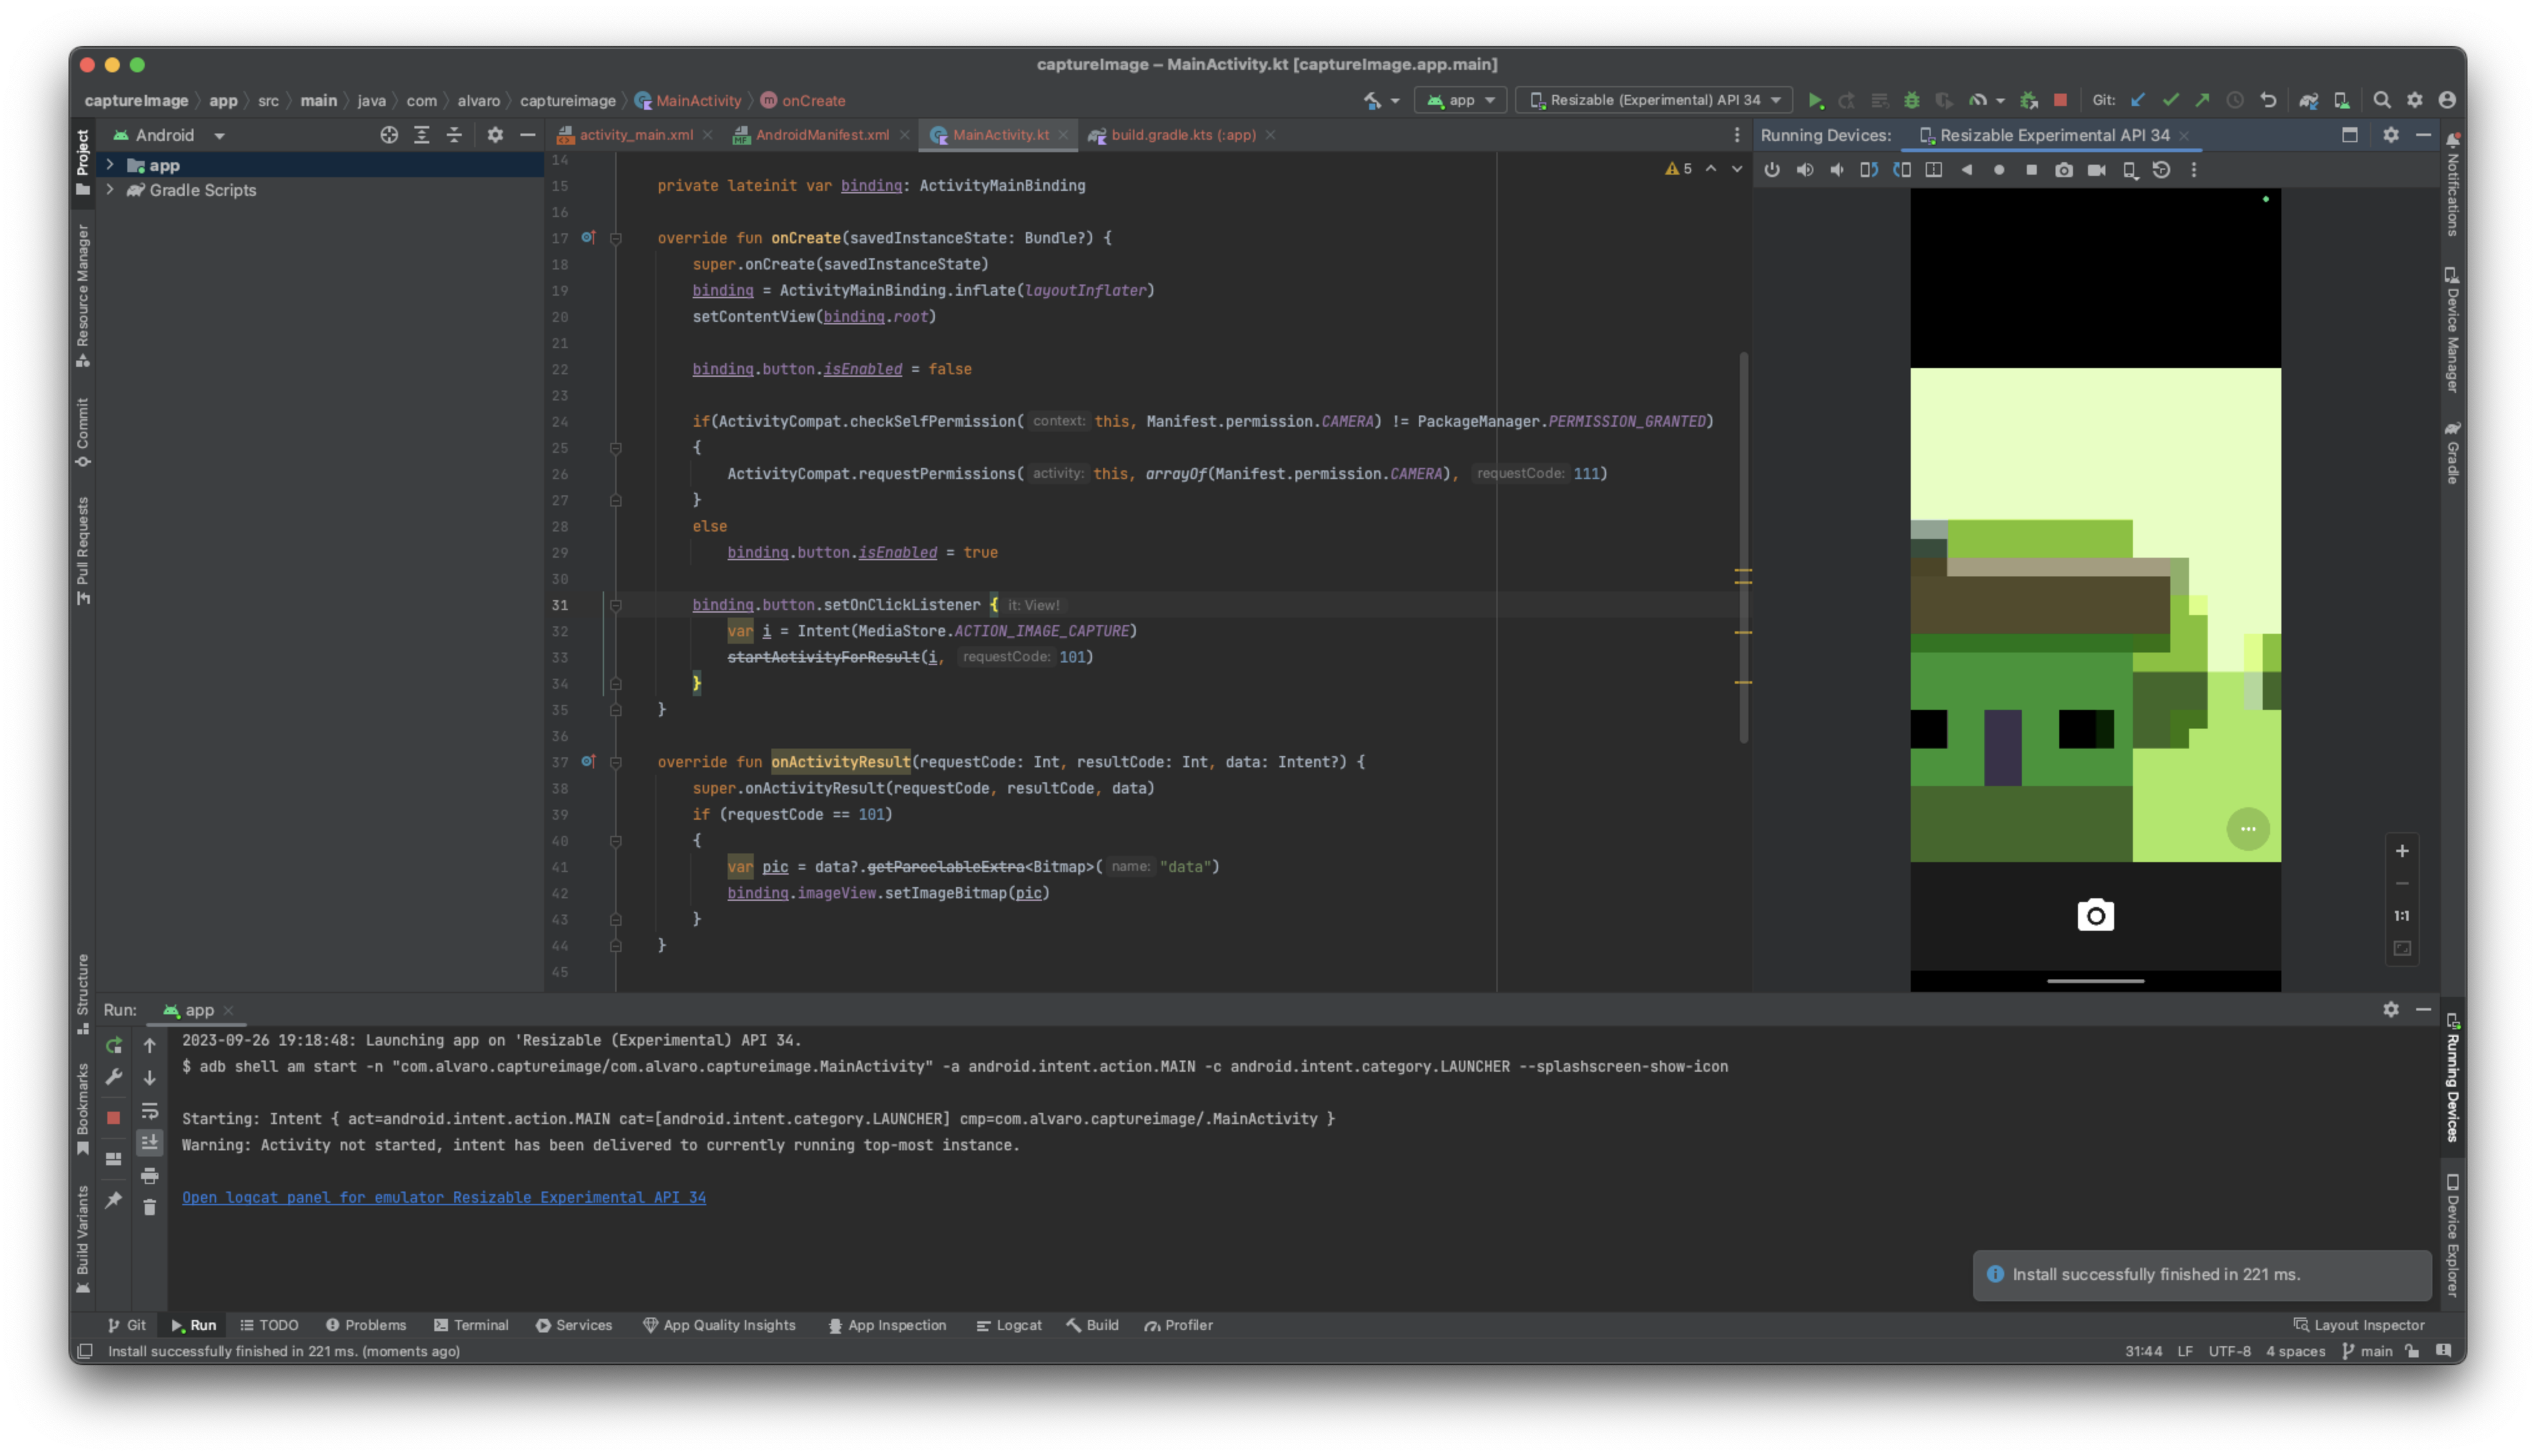 captureImage – MainActivity.kt [captureImage.app.main]
captureImage app src main java com alvaro captureimage MainActivity onCreate
app Resizable (Experimental) API 34 Git:
Project
Android
app
Gradle Scripts
Resource Manager
Commit
Pull Requests
Structure
Bookmarks
Build Variants
activity_main.xml AndroidManifest.xml MainActivity.kt build.gradle.kts (:app)
5
14
15 private lateinit var binding: ActivityMainBinding
16
17 override fun onCreate(savedInstanceState: Bundle?) {
18 super.onCreate(savedInstanceState)
19 binding = ActivityMainBinding.inflate(layoutInflater)
20 setContentView(binding.root)
21
22 binding.button.isEnabled = false
23
24 if(ActivityCompat.checkSelfPermission( context: this, Manifest.permission.CAMERA) != PackageManager.PERMISSION_GRANTED)
25 {
26 ActivityCompat.requestPermissions( activity: this, arrayOf(Manifest.permission.CAMERA), requestCode: 111)
27 }
28 else
29 binding.button.isEnabled = true
30
31 binding.button.setOnClickListener { it: View!
32 var i = Intent(MediaStore.ACTION_IMAGE_CAPTURE)
33 startActivityForResult(i, requestCode: 101)
34 }
35 }
36
37 override fun onActivityResult(requestCode: Int, resultCode: Int, data: Intent?) {
38 super.onActivityResult(requestCode, resultCode, data)
39 if (requestCode == 101)
40 {
41 var pic = data?.getParcelableExtra<Bitmap>( name: "data")
42 binding.imageView.setImageBitmap(pic)
43 }
44 }
45
Running Devices: Resizable Experimental API 34
1:1
Notifications
Device Manager
Gradle
Running Devices
Device Explorer
Run: app
2023-09-26 19:18:48: Launching app on 'Resizable (Experimental) API 34.
$ adb shell am start -n "com.alvaro.captureimage/com.alvaro.captureimage.MainActivity" -a android.intent.action.MAIN -c android.intent.category.LAUNCHER --splashscreen-show-icon
Starting: Intent { act=android.intent.action.MAIN cat=[android.intent.category.LAUNCHER] cmp=com.alvaro.captureimage/.MainActivity }
Warning: Activity not started, intent has been delivered to currently running top-most instance.
Open logcat panel for emulator Resizable Experimental API 34
Install successfully finished in 221 ms.
Git Run TODO Problems Terminal Services App Quality Insights App Inspection Logcat Build Profiler Layout Inspector
Install successfully finished in 221 ms. (moments ago) 31:44 LF UTF-8 4 spaces main